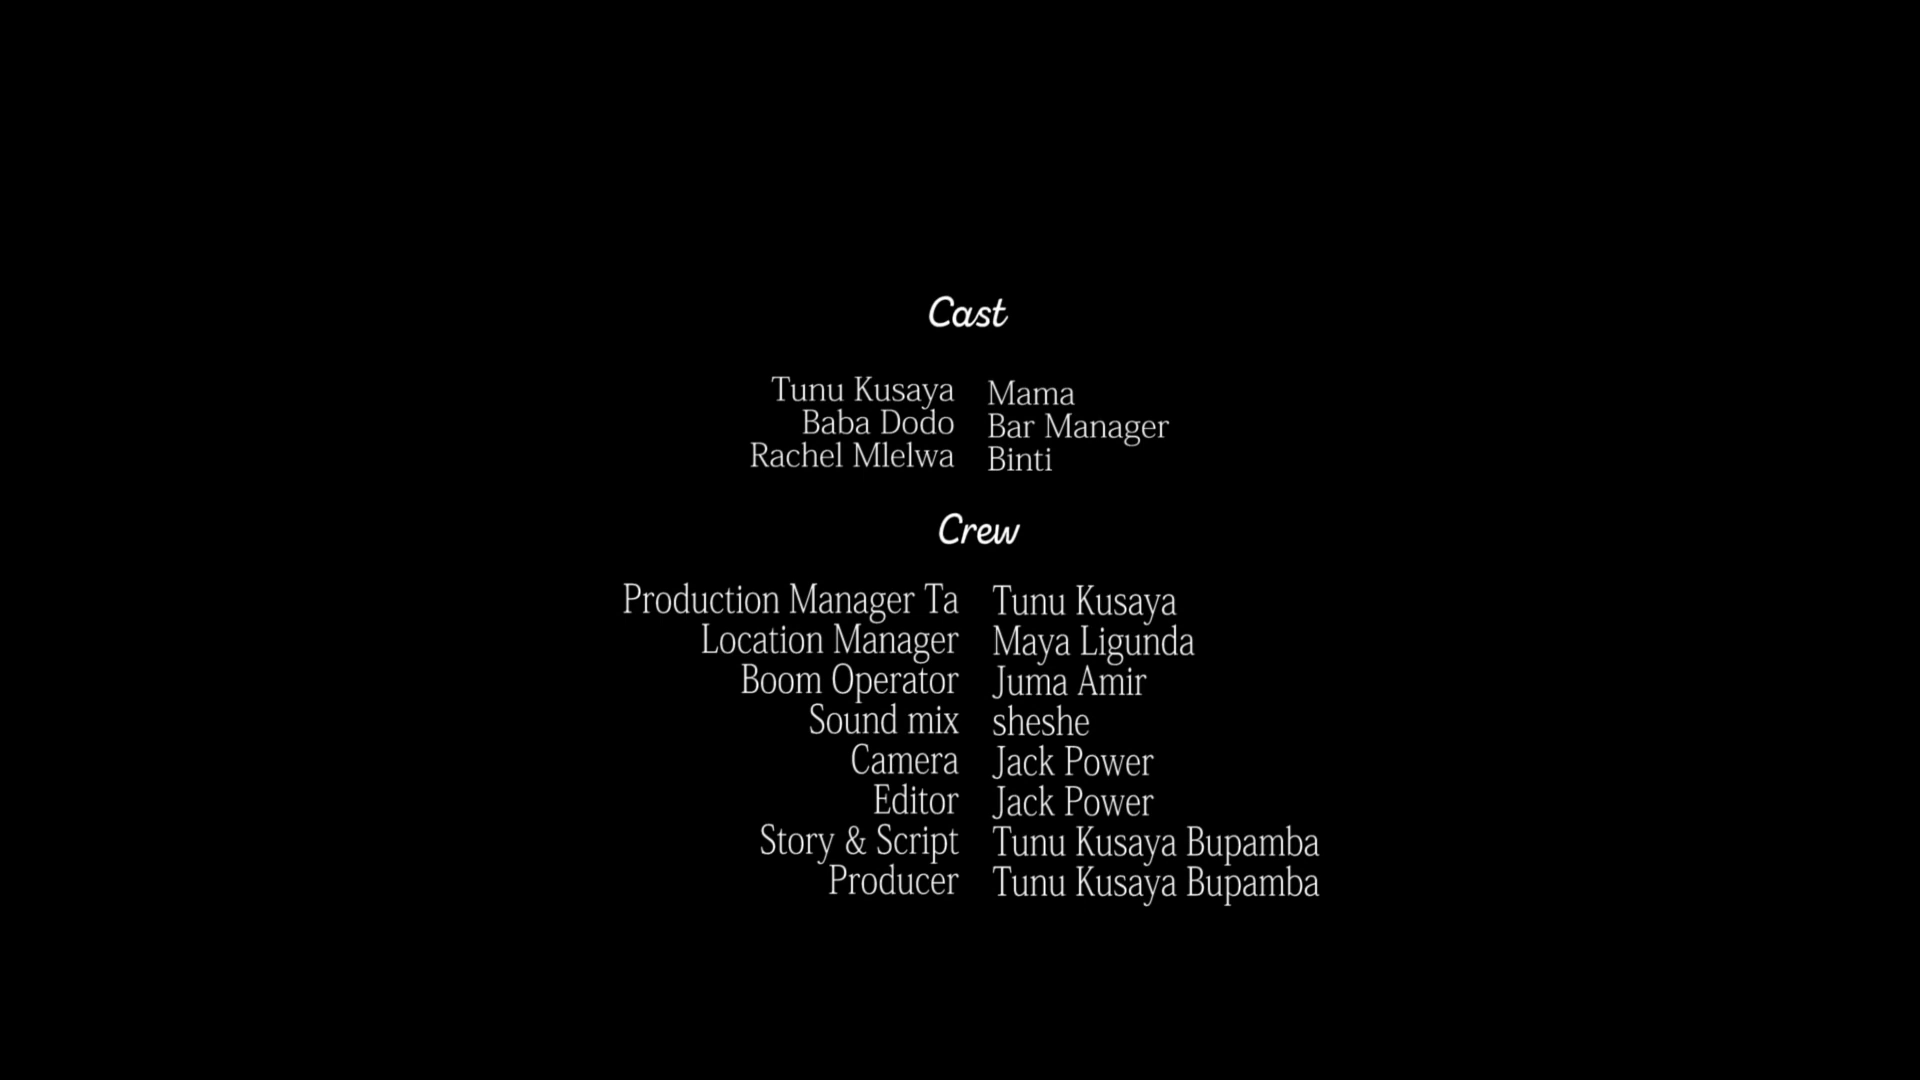 Cast
Tunu Kusaya Mama
Baba Dodo Bar Manager
Rachel Mlelwa Binti
Crew
Production Manager Ta Tunu Kusaya
Location Manager Maya Ligunda
Boom Operator Juma Amir
Sound mix sheshe
Camera Jack Power
Editor Jack Power
Story & Script Tunu Kusaya Bupamba
Producer Tunu Kusaya Bupamba